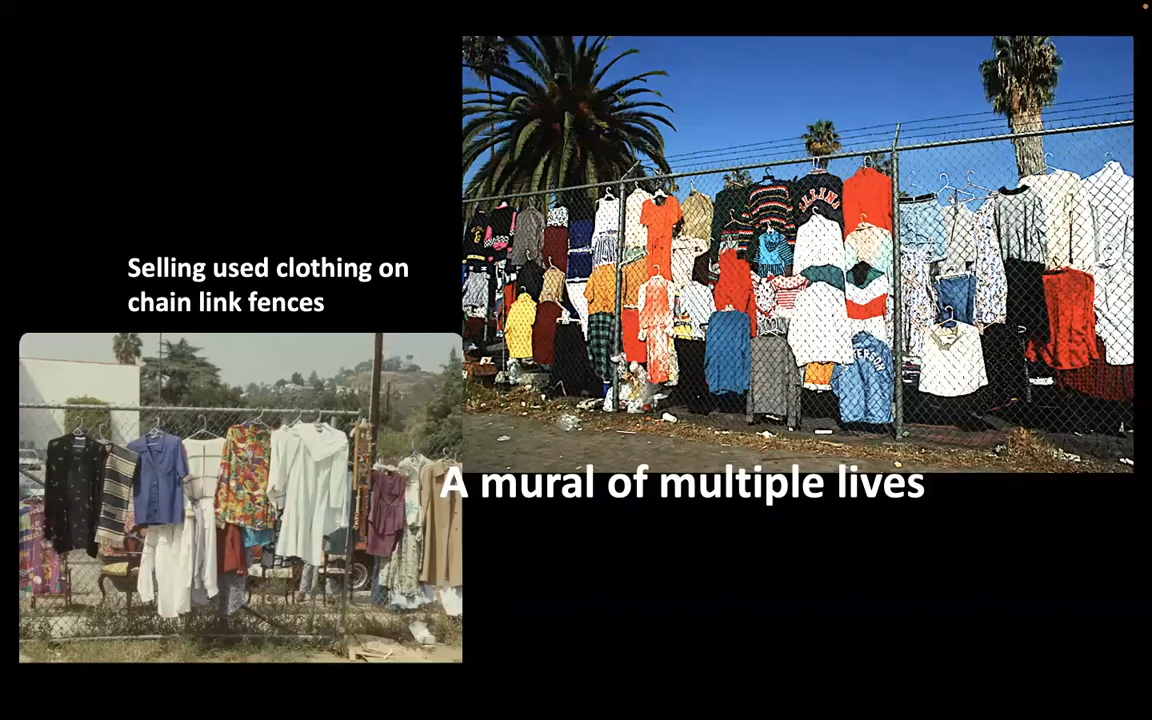 Selling used clothing on
chain link fences
A mural of multiple lives